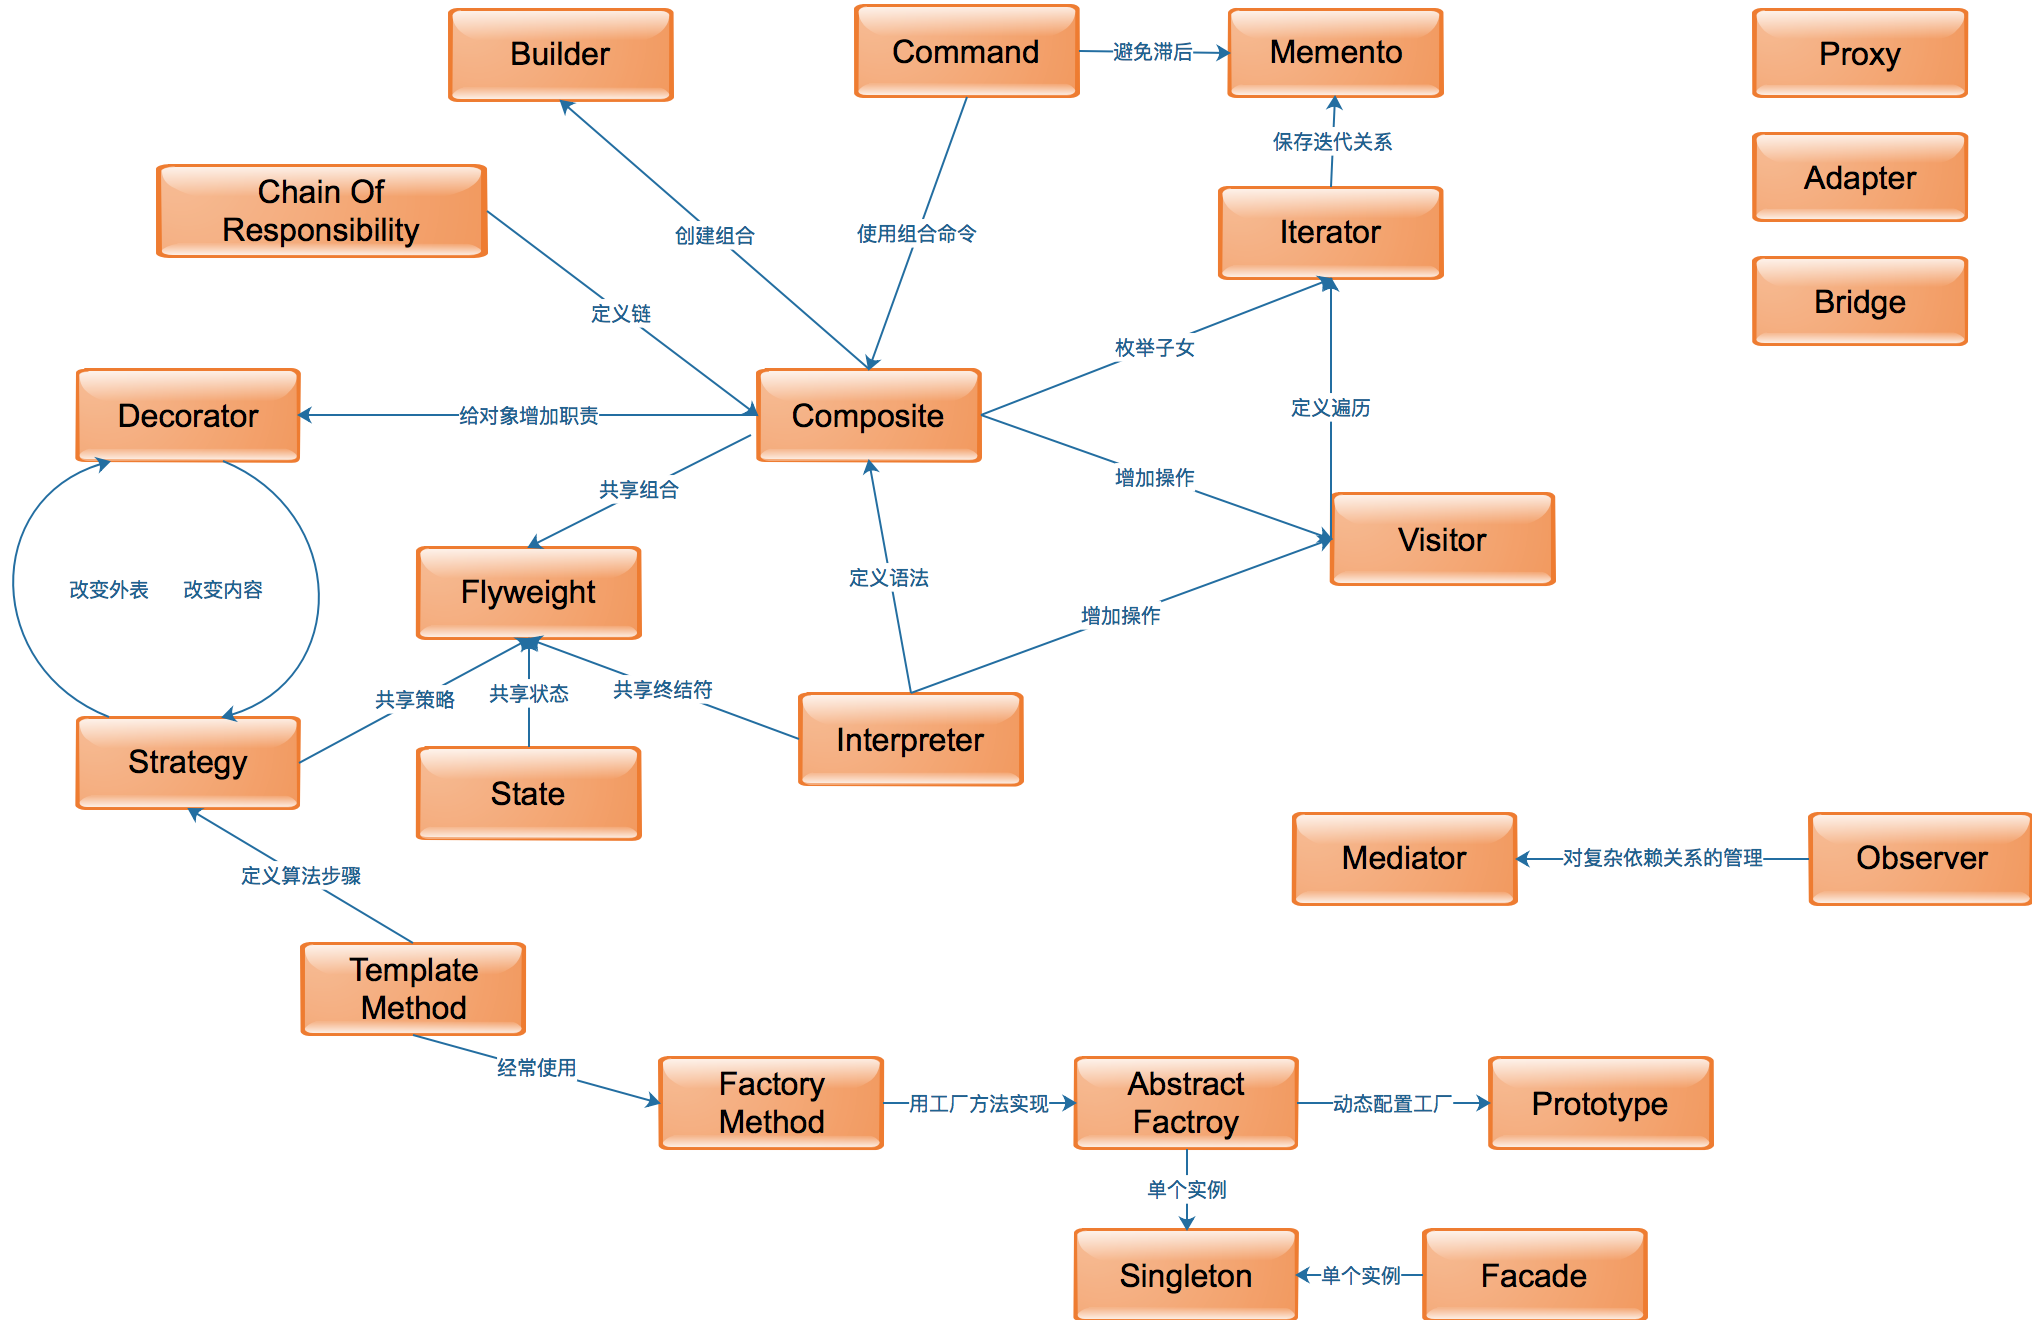 Builder
Command
避免滞后
Memento
Proxy
保存迭代关系
Adapter
Chain Of
Responsibility
创建组合
使用组合命令
Iterator
Bridge
定义链
枚举子女
Decorator
给对象增加职责
Composite
定义遍历
共享组合
增加操作
Visitor
改变外表
改变内容
Flyweight
定义语法
增加操作
共享策略
共享状态
共享终结符
Strategy
State
Interpreter
定义算法步骤
Mediator
对复杂依赖关系的管理
Observer
Template
Method
经常使用
Factory
Method
用工厂方法实现
Abstract
Factroy
动态配置工厂
Prototype
单个实例
Singleton
单个实例
Facade